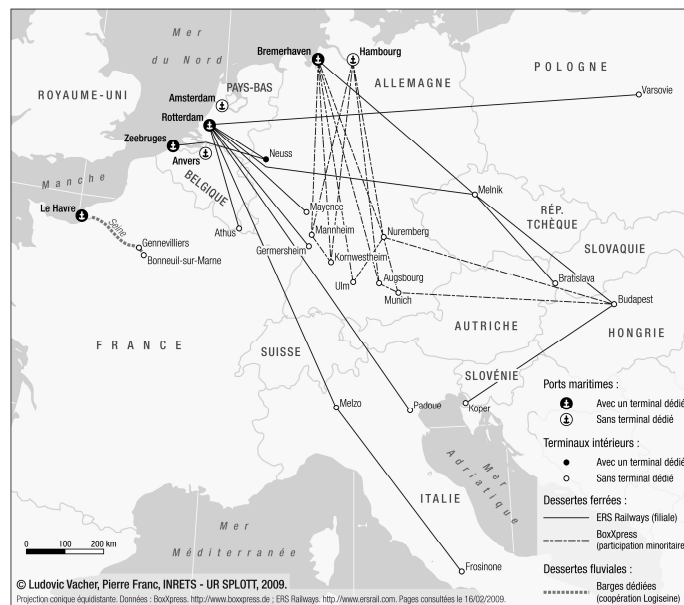 Mer
du Nord
Bremerhaven
Hambourg
POLOGNE
ALLEMAGNE
ROYAUME-UNI
PAYS-BAS
Amsterdam
Varsovie
Rotterdam
Zeebruges
Neuss
Anvers
Manche
BELGIQUE
Melnik
Le Havre
Seine
Mayence
RÉP.
TCHÈQUE
Gennevilliers
Athus
Mannheim
Nuremberg
SLOVAQUIE
Bonneuil-sur-Marne
Germersheim
Kornwestheim
Ulm
Augsbourg
Munich
Bratislava
Budapest
AUTRICHE
HONGRIE
FRANCE
SUISSE
SLOVÉNIE
Melzo
Padoue
Koper
Mer
Adriatique
ITALIE
Mer
Méditerranée
Frosinone
Ports maritimes :
Avec un terminal dédié
Sans terminal dédié
Terminaux intérieurs :
Avec un terminal dédié
Sans terminal dédié
Dessertes ferrées :
ERS Railways (filiale)
BoxXpress
(participation minoritaire)
Dessertes fluviales :
Barges dédiées
(coopération Logiseine)
0 100 200 km
© Ludovic Vacher, Pierre Franc, INRETS - UR SPLOTT, 2009.
Projection conique équidistante. Données : BoxXpress. http://www.boxxpress.de ; ERS Railways. http://www.ersrail.com. Pages consultées le 16/02/2009.